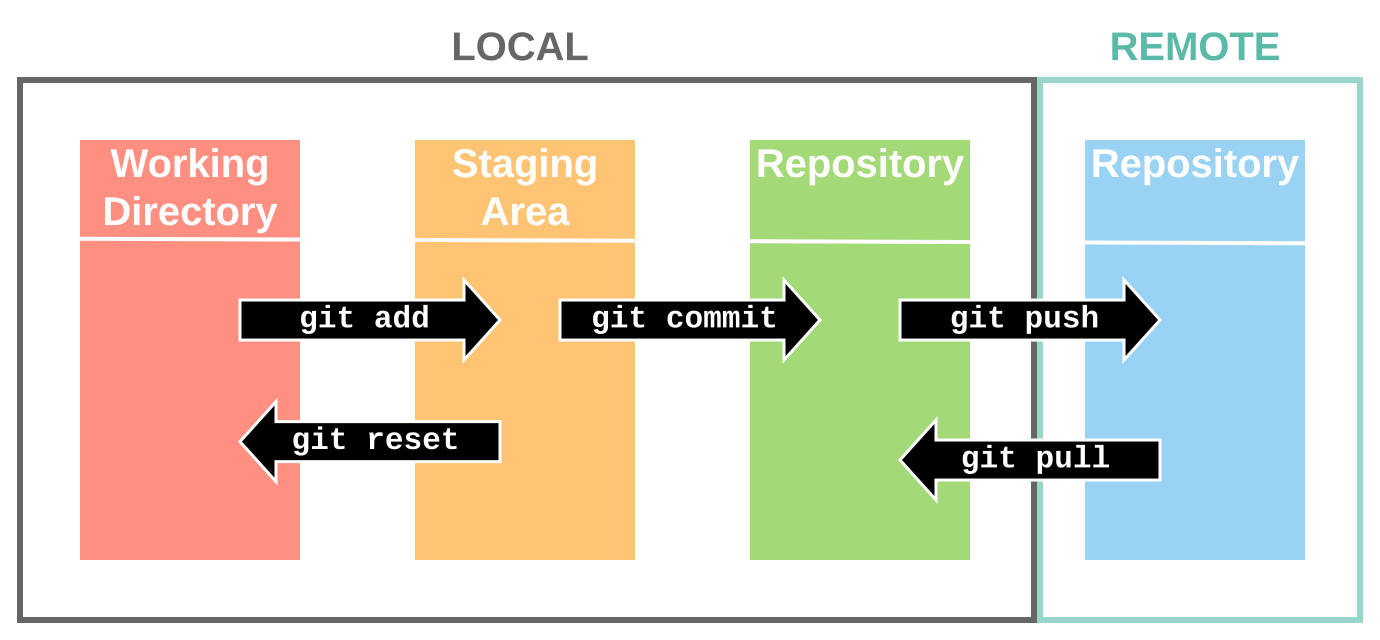 LOCAL
REMOTE
Working
Directory
Staging
Area
Repository
Repository
git add
git commit
git push
git reset
git pull